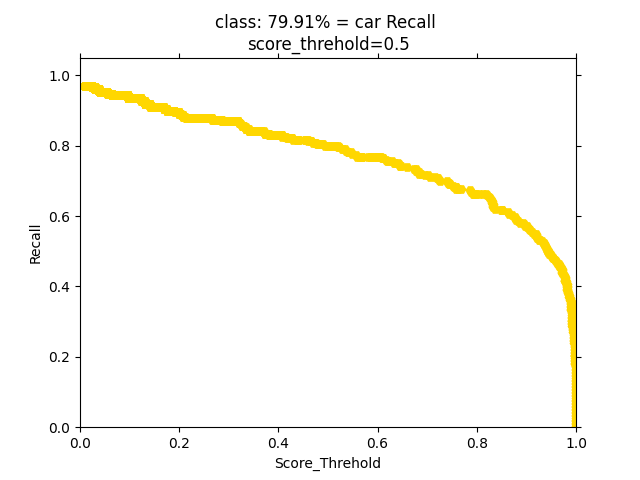 class: 79.91% = car Recall
score_threhold=0.5
1.0
0.8
0.6
0.4
0.2
0.0
Recall
0.0 0.2 0.4 0.6 0.8 1.0
Score_Threhold